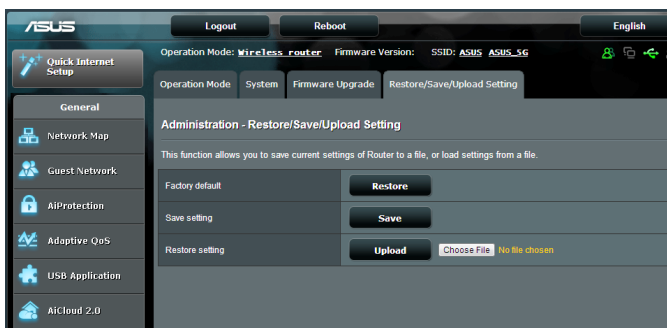 ASUS
Logout Reboot English
Operation Mode: Wireless router Firmware Version: SSID: ASUS ASUS_5G
Quick Internet
Setup
Operation Mode System Firmware Upgrade Restore/Save/Upload Setting
General
Administration - Restore/Save/Upload Setting
Network Map
This function allows you to save current settings of Router to a file, or load settings from a file.
Guest Network
Factory default Restore
AiProtection
Save setting Save
Adaptive QoS
Restore setting Upload Choose File No file chosen
USB Application
AiCloud 2.0